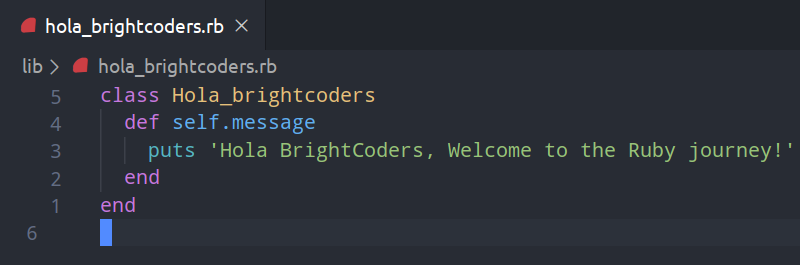 hola_brightcoders.rb ×
lib > hola_brightcoders.rb
5 class Hola_brightcoders
4 def self.message
3 puts 'Hola BrightCoders, Welcome to the Ruby journey!'
2 end
1 end
6